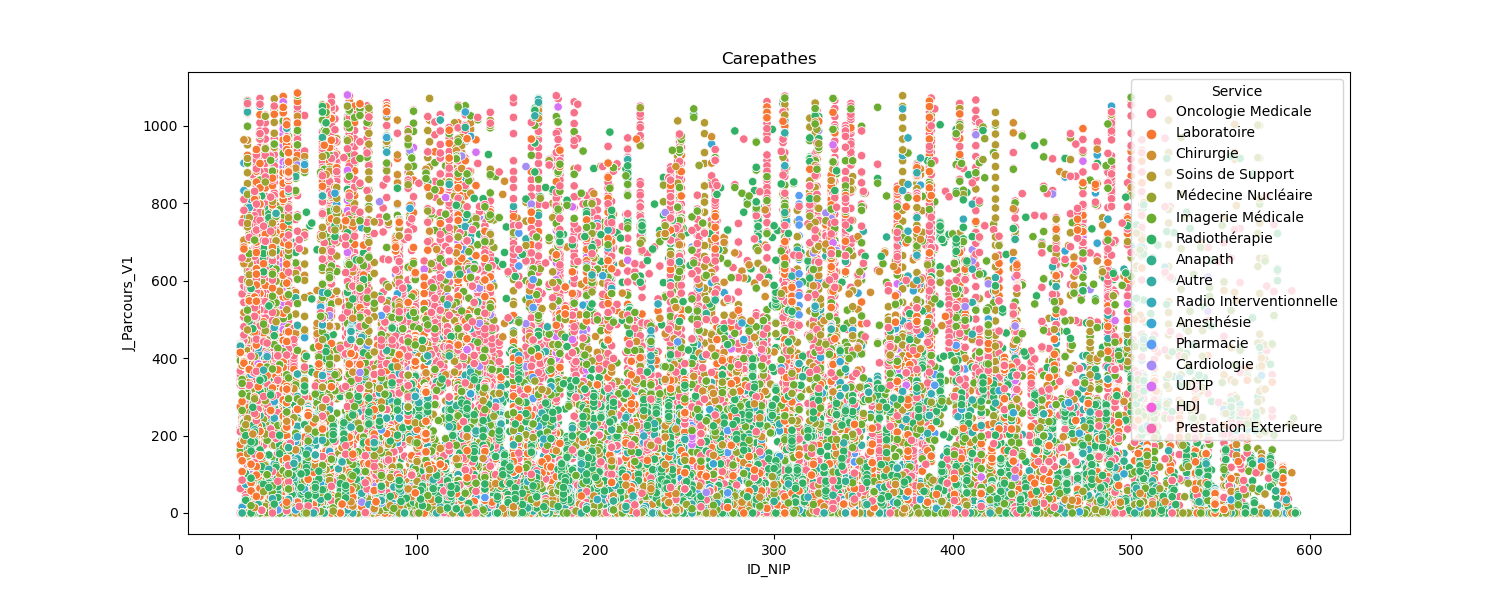 Carepathes
Service
Oncologie Medicale
Laboratoire
Chirurgie
Soins de Support
Médecine Nucléaire
Imagerie Médicale
Radiothérapie
Anapath
Autre
Radio Interventionnelle
Anesthésie
Pharmacie
Cardiologie
UDTP
HDJ
Prestation Exterieure
J_Parcours_V1
1000
800
600
400
200
0
0 100 200 300 400 500 600
ID_NIP